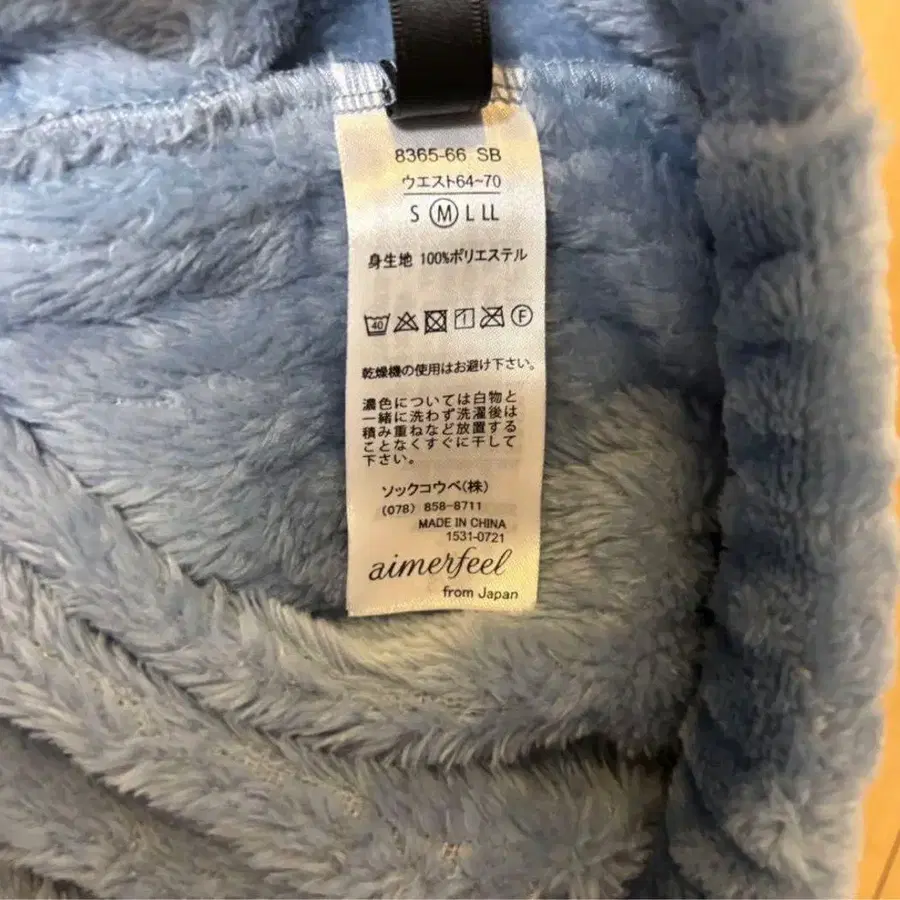 8365-66 SB
ウエスト64~70
S M L LL
身生地 100%ポリエステル
40 1 F
乾燥機の使用はお避け下さい。
濃色については白物と
一緒に洗わず洗濯後は
積み重ねなど放置する
ことなくすぐに干して
下さい。
ソックコウベ(株)
(078) 858-8711
MADE IN CHINA
1531-0721
aimerfeel
from Japan